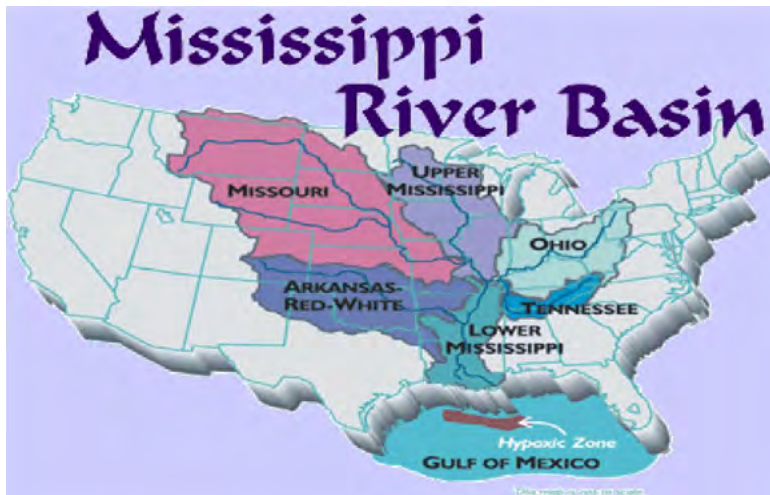 Mississippi
River Basin
MISSOURI
UPPER
MISSISSIPPI
OHIO
ARKANSAS-
RED-WHITE
TENNESSEE
LOWER
MISSISSIPPI
Hypoxic Zone
GULF OF MEXICO